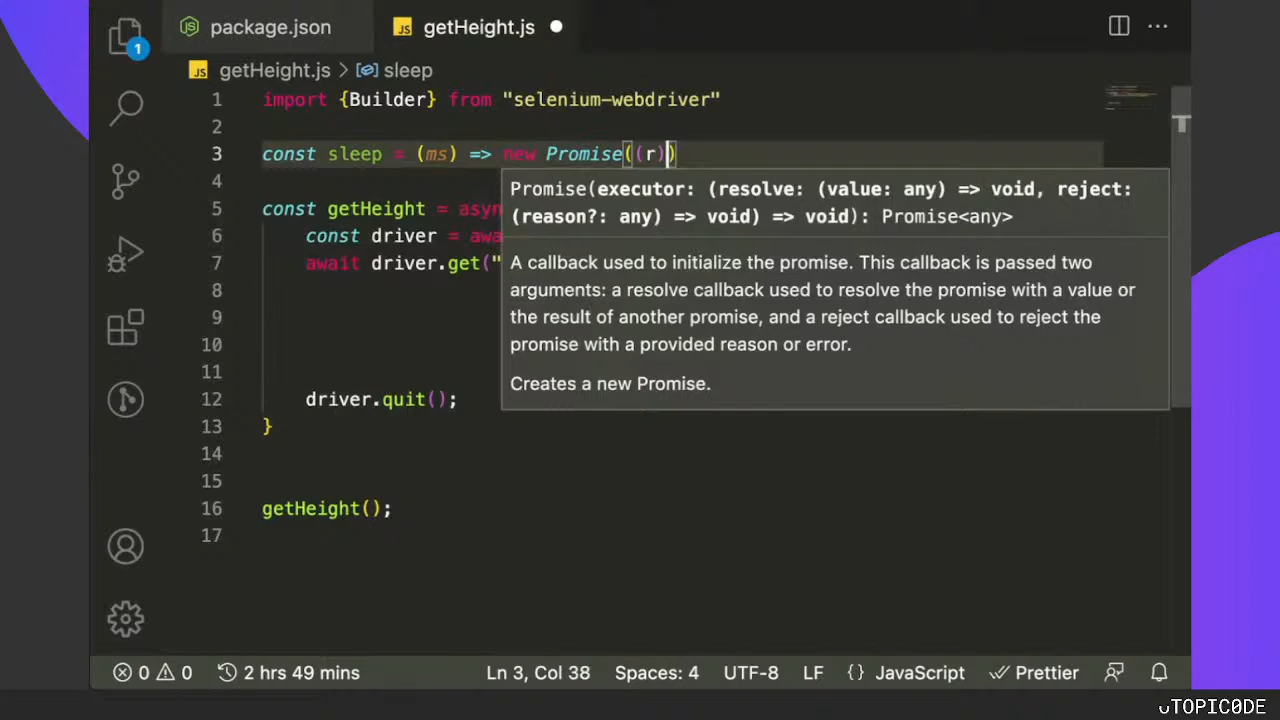 package.json
getHeight.js
1
getHeight.js > sleep
1 import {Builder} from "selenium-webdriver"
2
3 const sleep = (ms) => new Promise((r))
4
5 const getHeight = asyn
6 const driver = awa
7 await driver.get("
8
9
10
11
12 driver.quit();
13 }
14
15
16 getHeight();
17
Promise(executor: (resolve: (value: any) => void, reject:
(reason?: any) => void) => void): Promise<any>
A callback used to initialize the promise. This callback is passed two
arguments: a resolve callback used to resolve the promise with a value or
the result of another promise, and a reject callback used to reject the
promise with a provided reason or error.
Creates a new Promise.
0 0 2 hrs 49 mins Ln 3, Col 38 Spaces: 4 UTF-8 LF {} JavaScript Prettier